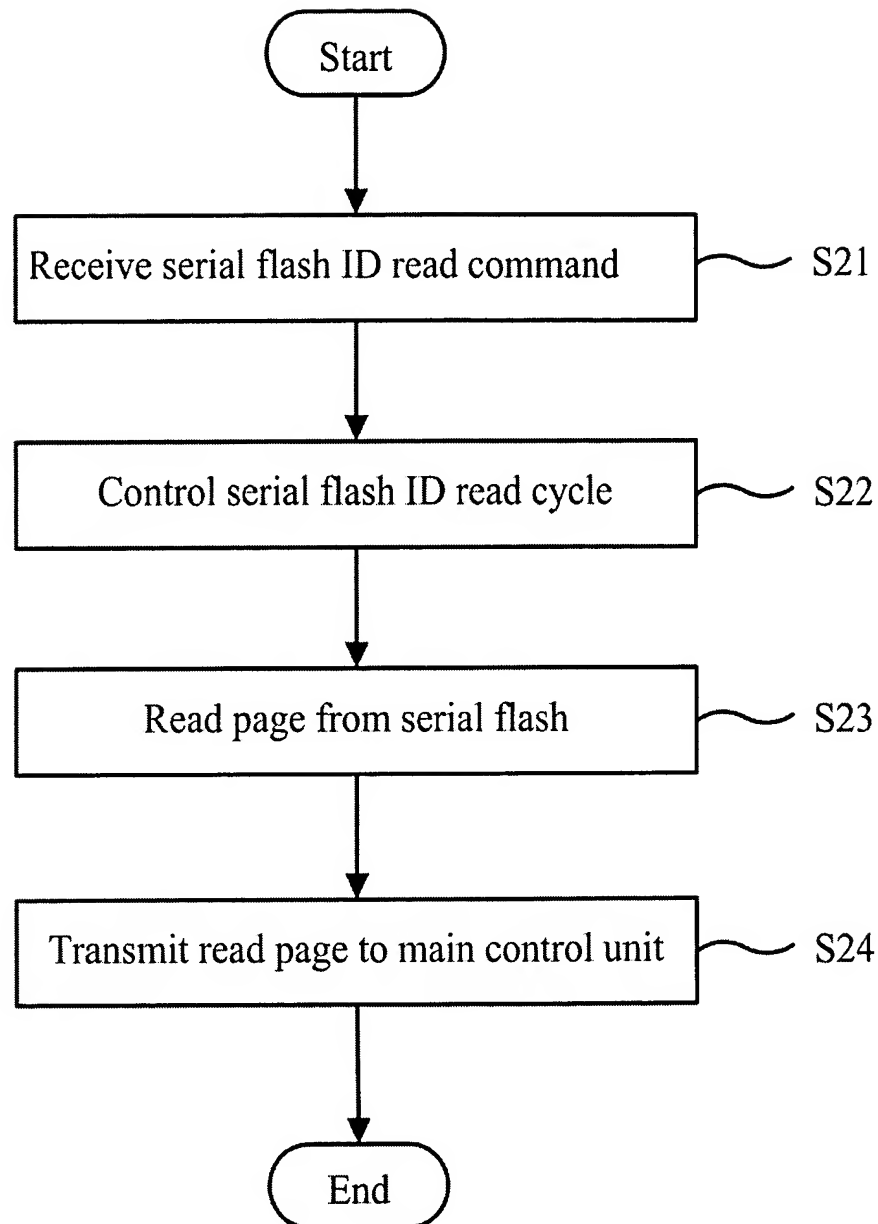 Start
Receive serial flash ID read command
S21
Control serial flash ID read cycle
S22
Read page from serial flash
S23
Transmit read page to main control unit
S24
End